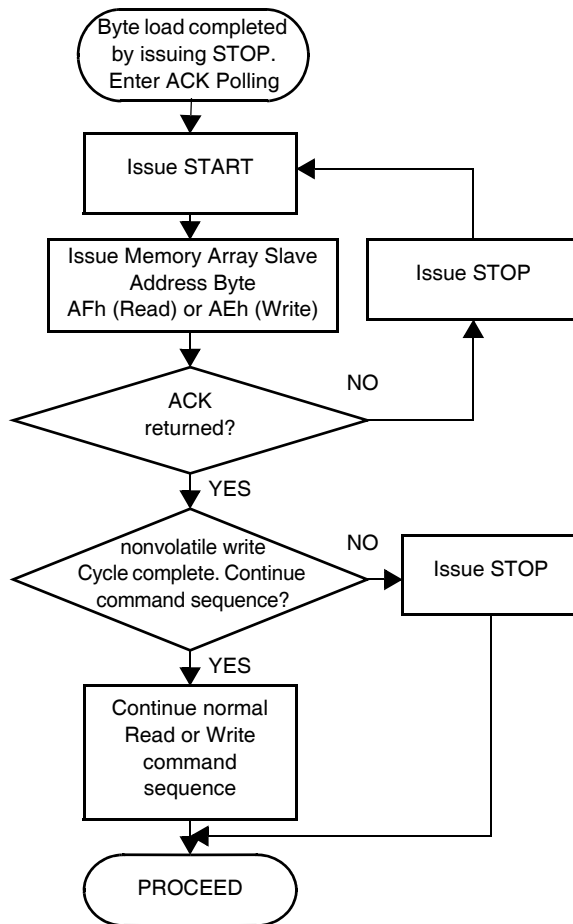 Byte load completed
by issuing STOP.
Enter ACK Polling
Issue START
Issue Memory Array Slave
Address Byte
AFh (Read) or AEh (Write)
Issue STOP
ACK
returned?
NO
YES
nonvolatile write
Cycle complete. Continue
command sequence?
NO
Issue STOP
YES
Continue normal
Read or Write
command
sequence
PROCEED